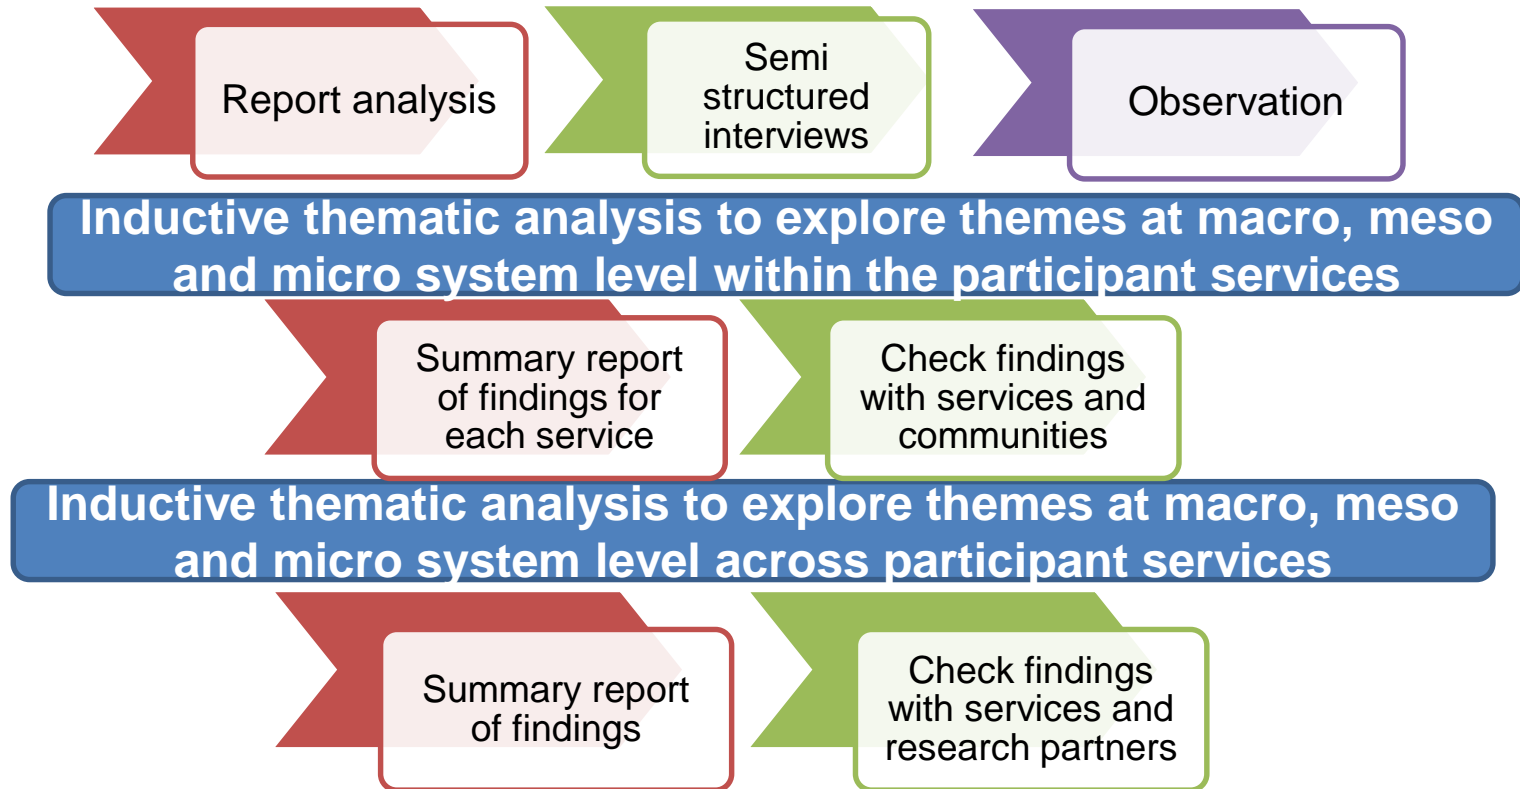 Report analysis
Semi
structured
interviews
Observation
Inductive thematic analysis to explore themes at macro, meso
and micro system level within the participant services
Summary report
of findings for
each service
Check findings
with services and
communities
Inductive thematic analysis to explore themes at macro, meso
and micro system level across participant services
Summary report
of findings
Check findings
with services and
research partners